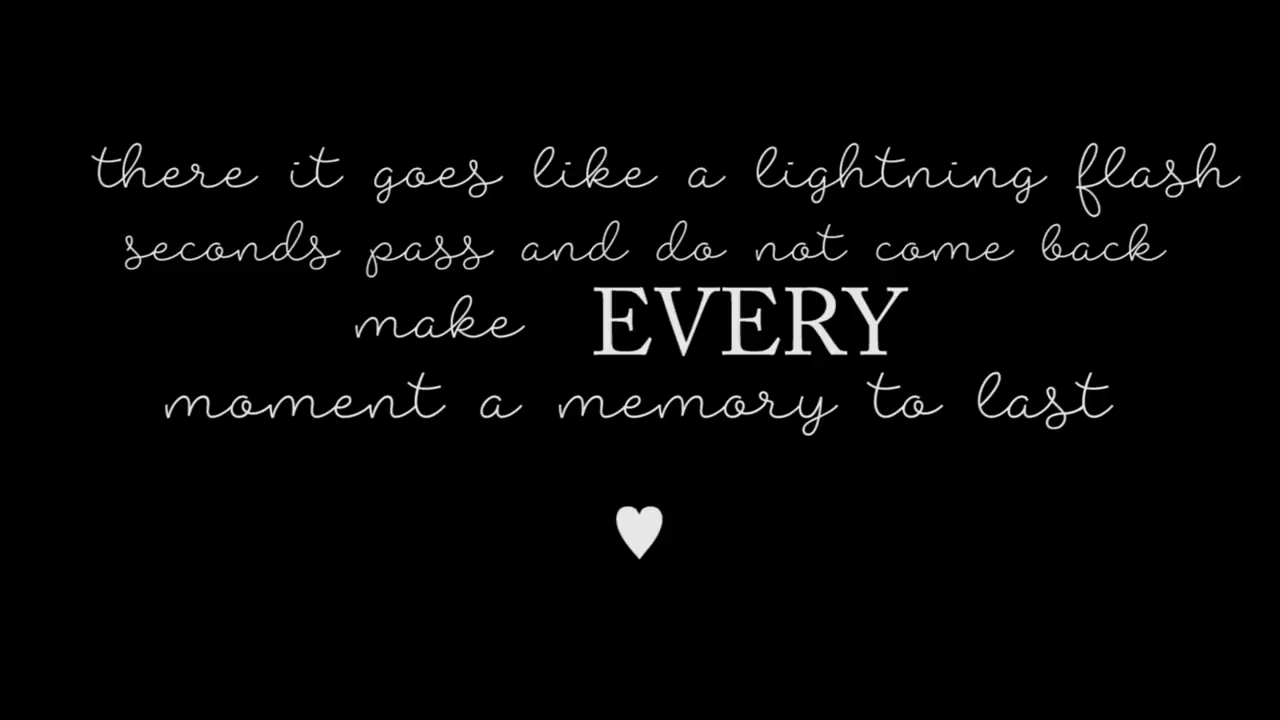 there it goes like a lightning flash
seconds pass and do not come back
make EVERY
moment a memory to last